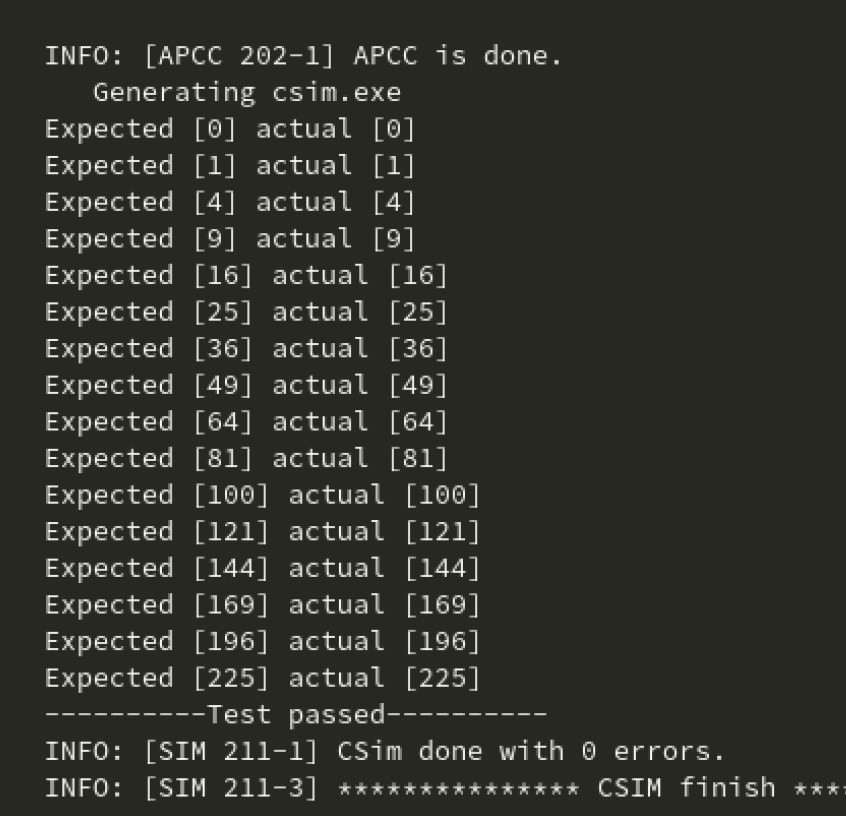 INFO: [APCC 202-1] APCC is done.
   Generating csim.exe
Expected [0] actual [0]
Expected [1] actual [1]
Expected [4] actual [4]
Expected [9] actual [9]
Expected [16] actual [16]
Expected [25] actual [25]
Expected [36] actual [36]
Expected [49] actual [49]
Expected [64] actual [64]
Expected [81] actual [81]
Expected [100] actual [100]
Expected [121] actual [121]
Expected [144] actual [144]
Expected [169] actual [169]
Expected [196] actual [196]
Expected [225] actual [225]
----------Test passed----------
INFO: [SIM 211-1] CSim done with 0 errors.
INFO: [SIM 211-3] *************** CSIM finish ****